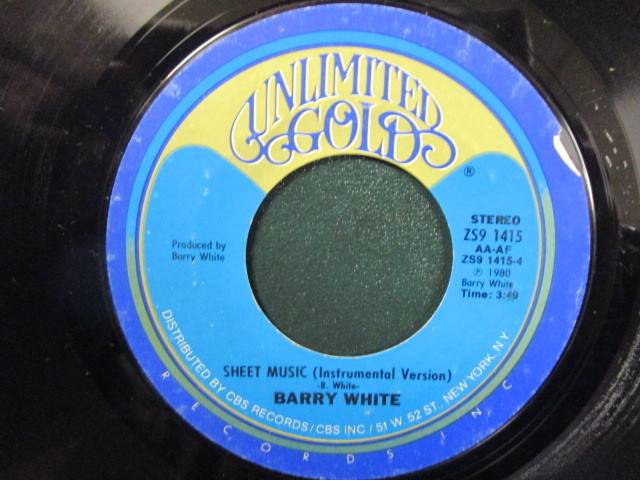 UNLIMITED
GOLD
®
Produced by
Barry White
STEREO
ZS9 1415
AA-AF
ZS9 1415-4
Ⓟ 1980
Barry White
Time: 3:49
SHEET MUSIC (Instrumental Version)
-B. White-
BARRY WHITE
DISTRIBUTED BY CBS RECORDS/CBS INC / 51 W. 52 ST, NEW YORK, N.Y
RECORDS INC